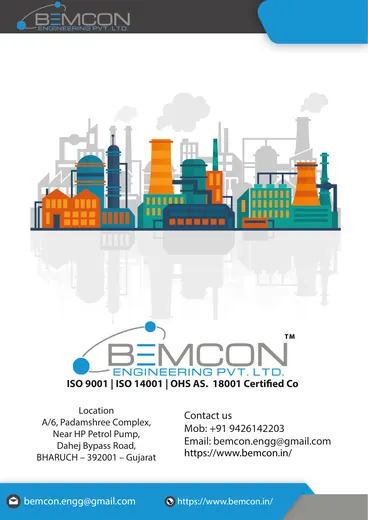 BEMCON
ENGINEERING PVT. LTD.
BEMCON TM
ENGINEERING PVT. LTD.
ISO 9001 | ISO 14001 | OHS AS.  18001 Certified Co
Location
A/6, Padamshree Complex,
Near HP Petrol Pump,
Dahej Bypass Road,
BHARUCH – 392001 – Gujarat
Contact us
Mob: +91 9426142203
Email: bemcon.engg@gmail.com
https://www.bemcon.in/
bemcon.engg@gmail.com
https://www.bemcon.in/